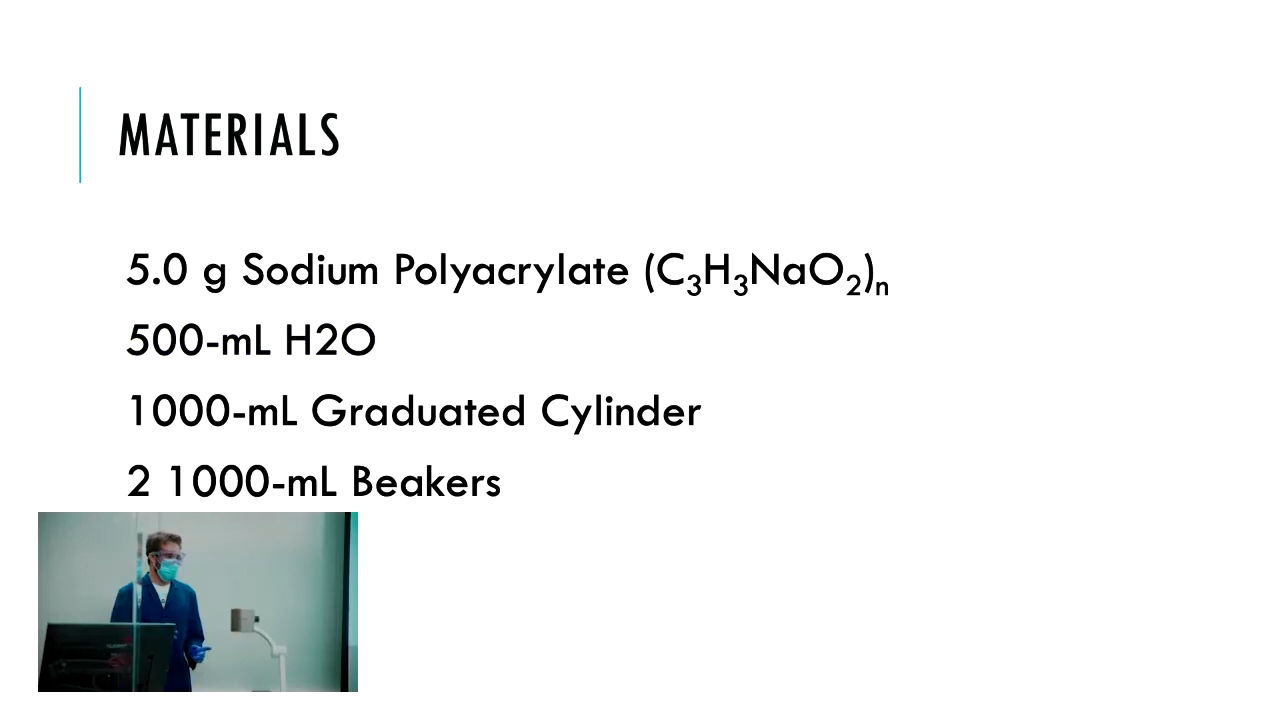 MATERIALS
5.0 g Sodium Polyacrylate (C₃H₃NaO₂)ₙ
500-mL H2O
1000-mL Graduated Cylinder
2 1000-mL Beakers